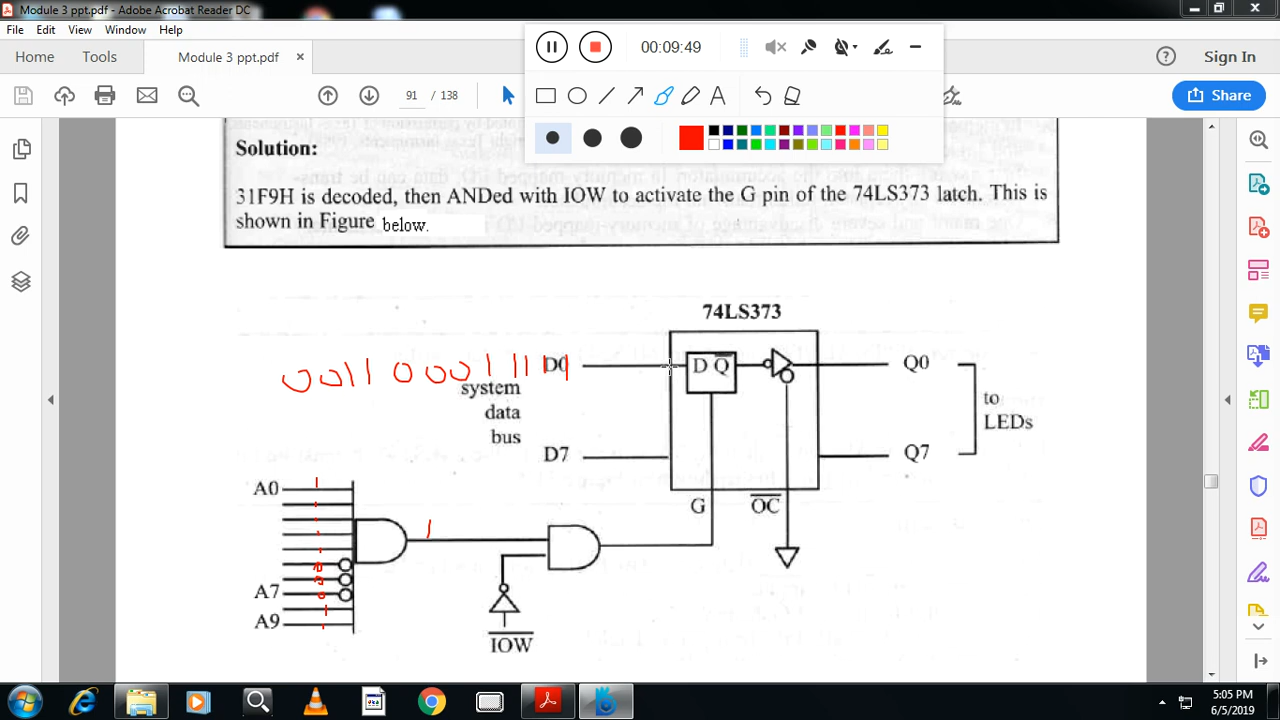 Module 3 ppt.pdf - Adobe Acrobat Reader DC
File Edit View Window Help
Home Tools Module 3 ppt.pdf × 00:09:49 Sign In
91 / 138 Share
Solution:
31F9H is decoded, then ANDed with IOW to activate the G pin of the 74LS373 latch. This is
shown in Figure below.
74LS373
0011 0001 1111 D0 D Q Q0
system
data
bus
to
LEDs
D7 Q7
A0
G OC
A7
A9
IOW
1
5:05 PM
6/5/2019